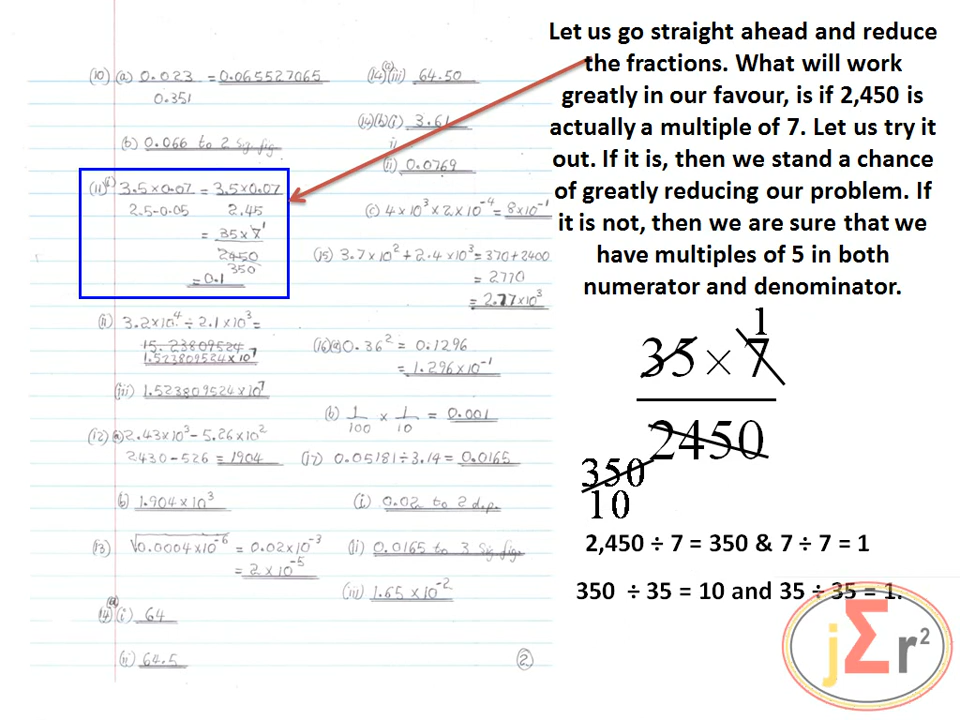 Let us go straight ahead and reduce
the fractions. What will work
greatly in our favour, is if 2,450 is
actually a multiple of 7. Let us try it
out. If it is, then we stand a chance
of greatly reducing our problem. If
it is not, then we are sure that we
have multiples of 5 in both
numerator and denominator.
1
35 × 7
2450
350
10
2,450 ÷ 7 = 350 & 7 ÷ 7 = 1
350 ÷ 35 = 10 and 35 ÷ 35 = 1.
jΣr²
(10) (a) 0.023 = 0.065527065
0.351
(b) 0.066 to 2 sig fig
(11)(i) 3.5×0.07 = 3.5×0.07
2.5-0.05 2.45
= 35 × 7 1
2450
350
= 0.1
(ii) 3.2×10⁴ ÷ 2.1×10³ =
15.23809524
1.523809524×10⁷
(iii) 1.523809524×10⁷
(12) (a) 2.43×10³ - 5.26×10²
2430-526 = 1904
(b) 1.904×10³
(13) √0.0004×10⁻⁶ = 0.02×10⁻³
= 2×10⁻⁵
(14)(a)(i) 64
(ii) 64.5
(14)(a)(iii) 64.50
(14)(b)(i) 3.61
(ii) 0.0769
(c) 4×10³ × 2×10⁻⁴ = 8×10⁻¹
(15) 3.7×10² + 2.4×10³ = 370+2400
= 2770
= 2.77×10³
(16)(a) 0.36² = 0.1296
= 1.296×10⁻¹
(b) 1 × 1 = 0.001
100 10
(17) 0.05181÷3.14 = 0.0165
(i) 0.02 to 2 d.p.
(ii) 0.0165 to 3 sig figs
(iii) 1.65×10⁻²
(2)